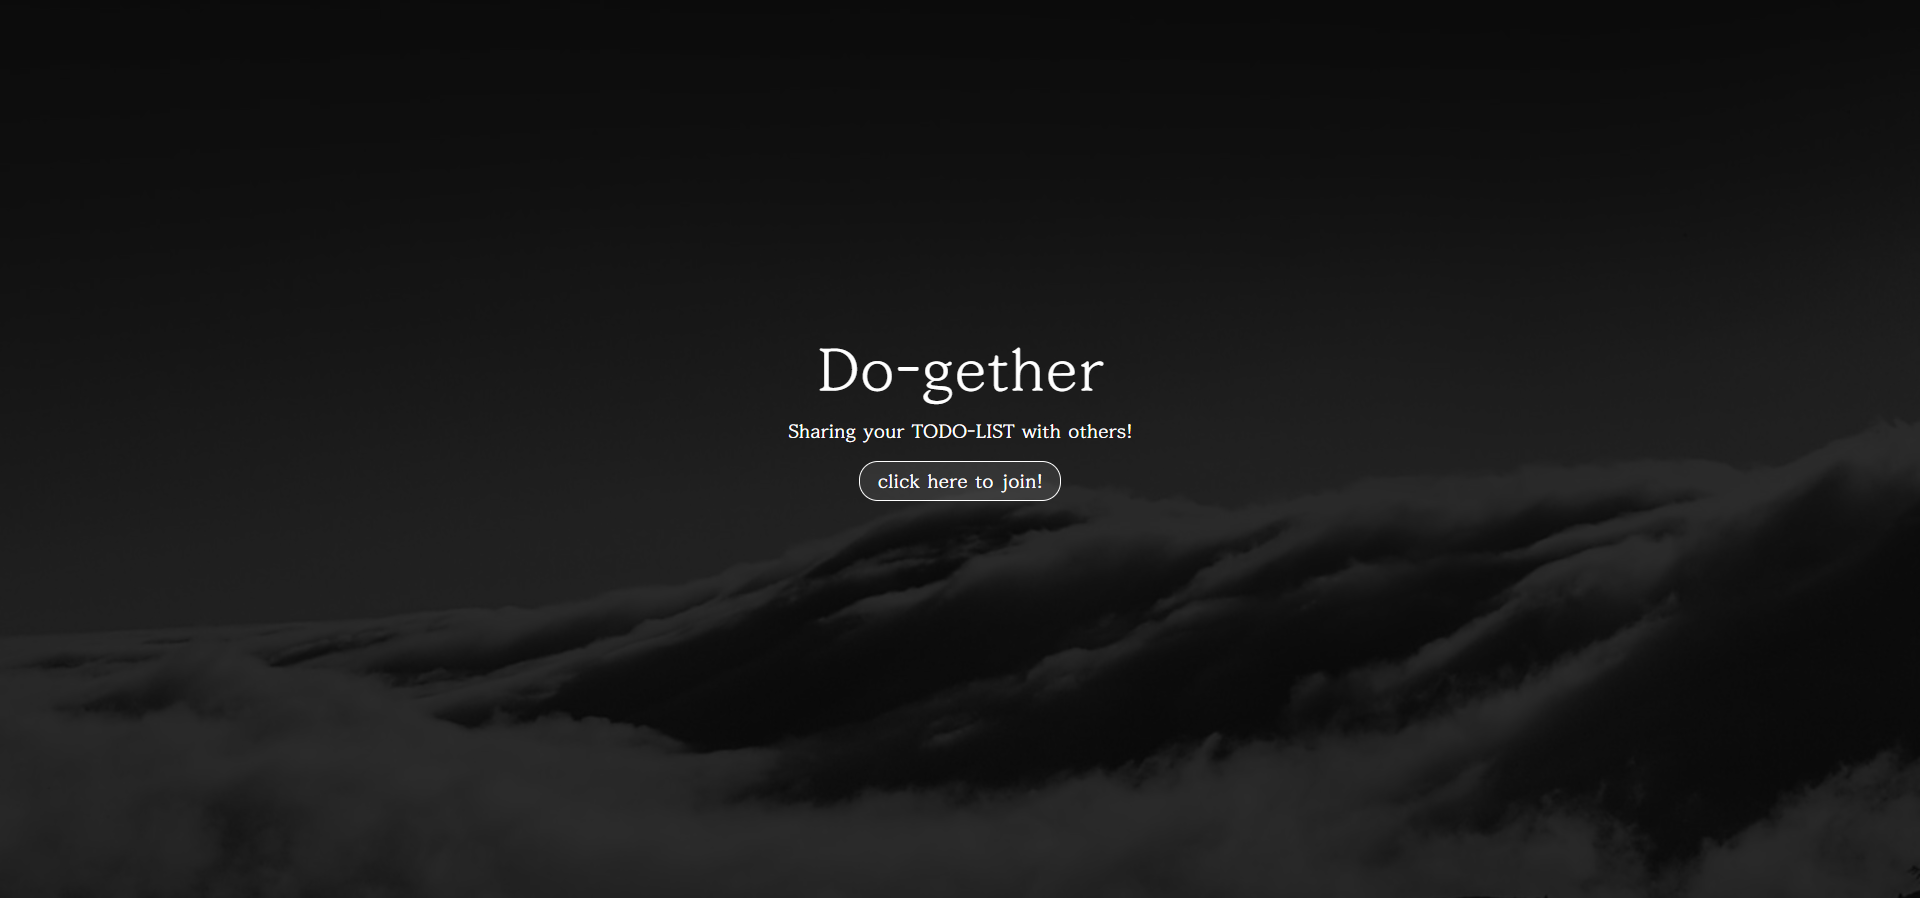 Do-gether
Sharing your TODO-LIST with others!
click here to join!